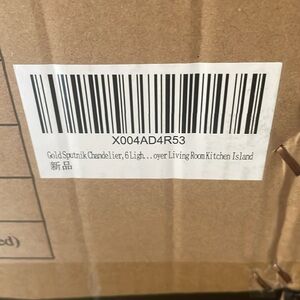 X004AD4R53
Gold Sputnik Chandelier, 6 Ligh...oyer Living Room Kitchen Island
新品
ed)